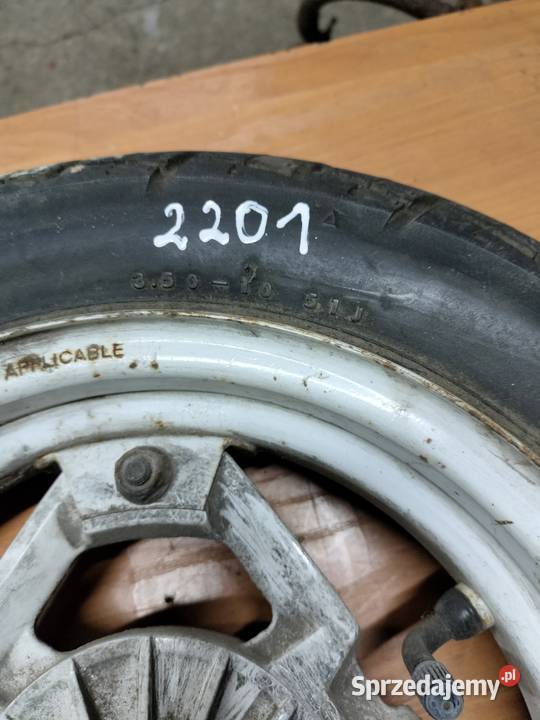 2201
3.50-10 51J
APPLICABLE
Sprzedajemy.pl